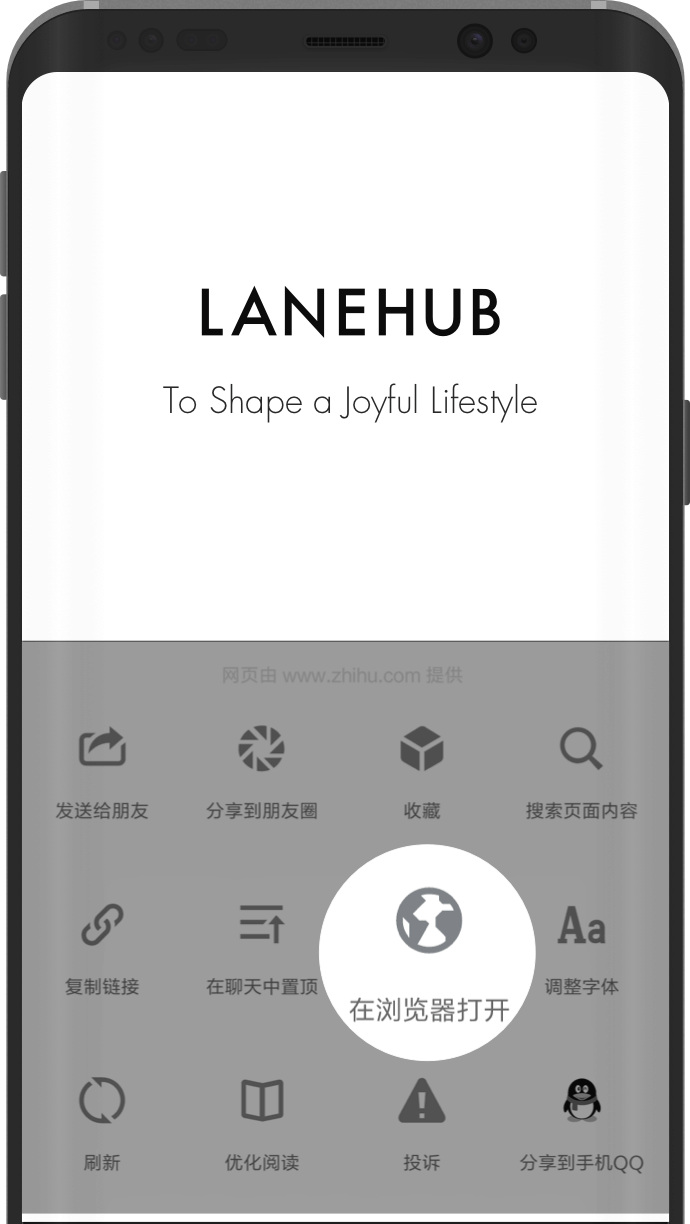 LANEHUB
To Shape a Joyful Lifestyle
网页由 www.zhihu.com 提供
发送给朋友 分享到朋友圈 收藏 搜索页面内容
Aa
复制链接 在聊天中置顶 在浏览器打开 调整字体
刷新 优化阅读 投诉 分享到手机QQ